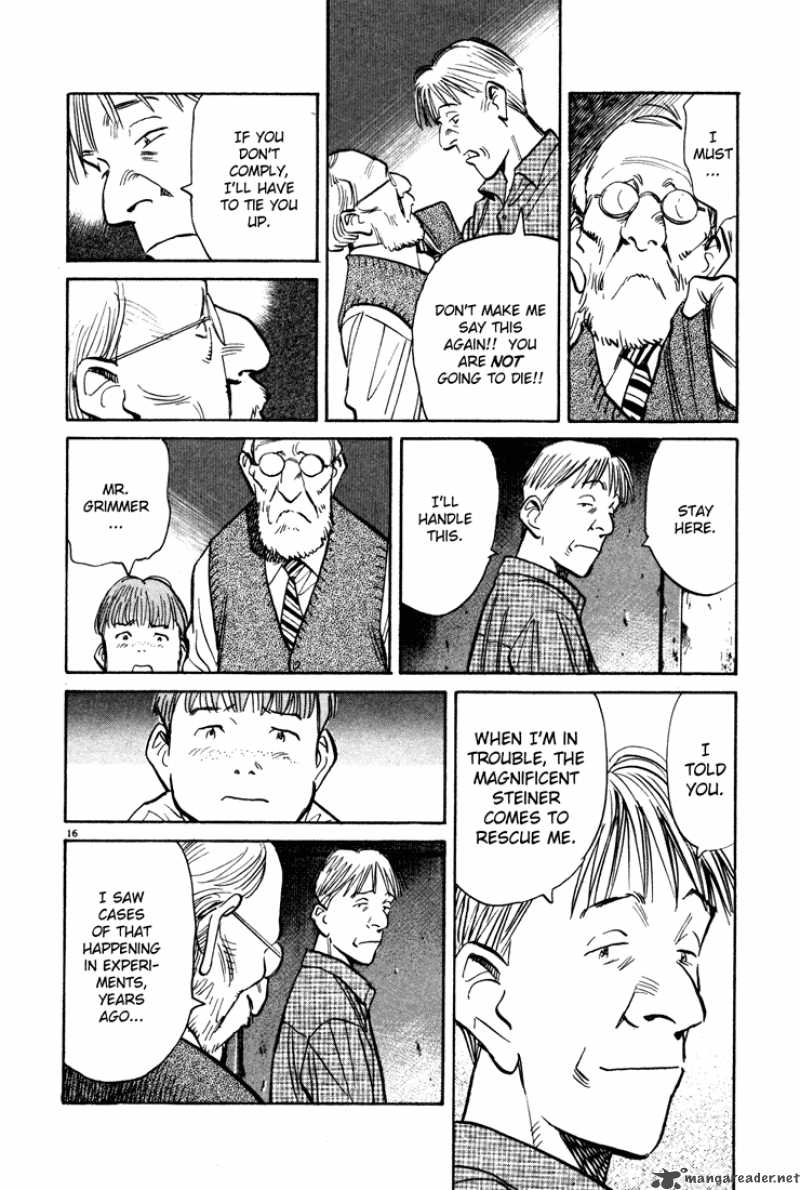 I
MUST
...
DON'T MAKE ME
SAY THIS
AGAIN!! YOU
ARE NOT
GOING TO DIE!!
IF YOU
DON'T
COMPLY,
I'LL HAVE
TO TIE YOU
UP.
STAY
HERE.
I'LL
HANDLE
THIS.
MR.
GRIMMER
...
I
TOLD
YOU.
WHEN I'M IN
TROUBLE, THE
MAGNIFICENT
STEINER
COMES TO
RESCUE ME.
16
I SAW
CASES
OF THAT
HAPPENING
IN EXPERI-
MENTS,
YEARS
AGO...
mangareader.net